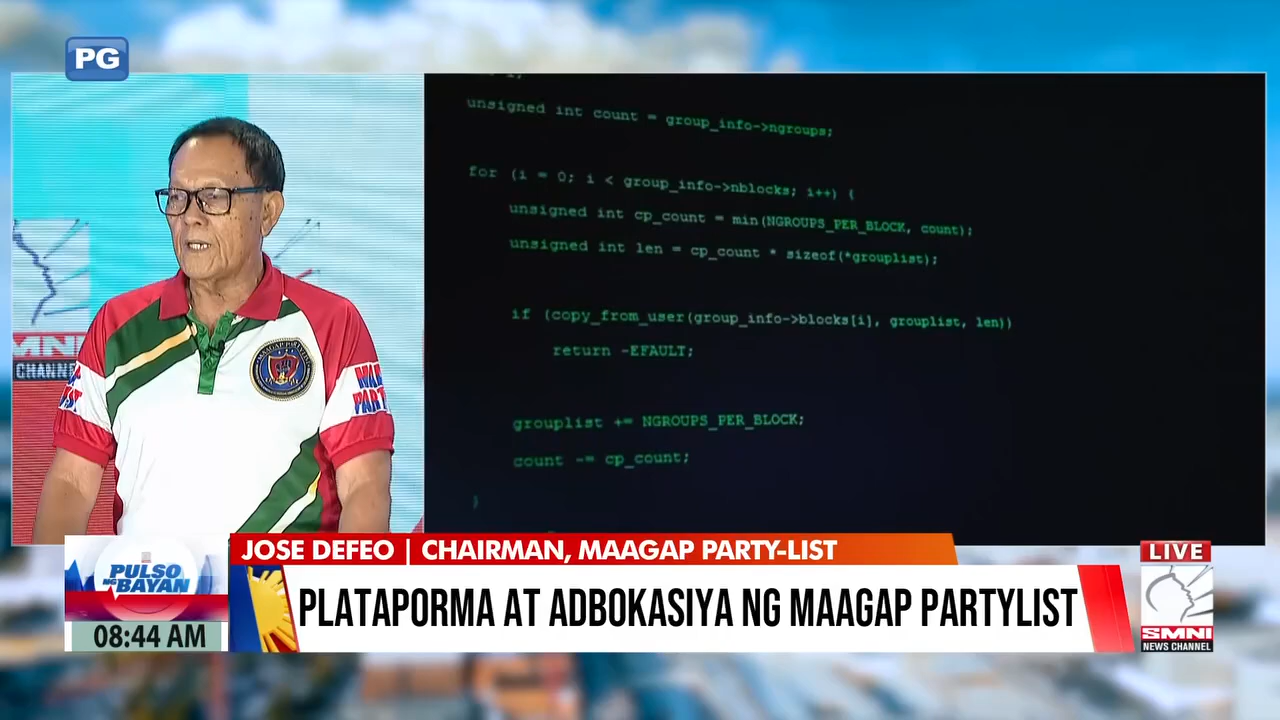 PG
unsigned int count = group_info->ngroups;
for (i = 0; i < group_info->nblocks; i++) {
unsigned int cp_count = min(NGROUPS_PER_BLOCK, count);
unsigned int len = cp_count * sizeof(*grouplist);
if (copy_from_user(group_info->blocks[i], grouplist, len))
return -EFAULT;
grouplist += NGROUPS_PER_BLOCK;
count -= cp_count;
}
JOSE DEFEO | CHAIRMAN, MAAGAP PARTY-LIST
PLATAPORMA AT ADBOKASIYA NG MAAGAP PARTYLIST
PULSO
NG BAYAN
08:44 AM
LIVE
SMNI
NEWS CHANNEL